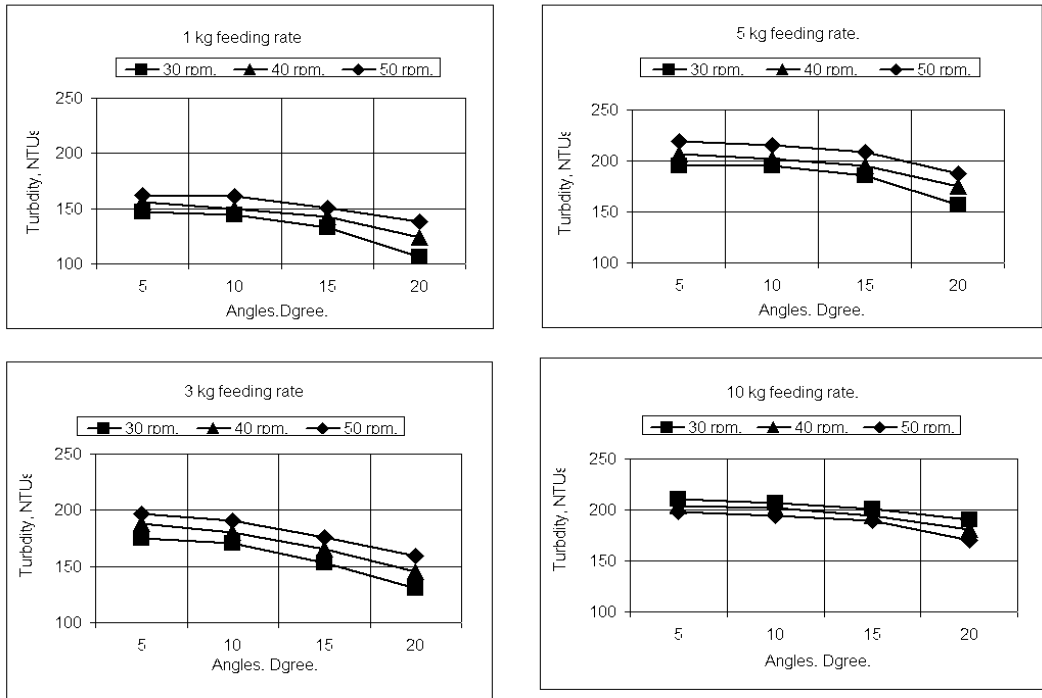 1 kg feeding rate
30 rpm. 40 rpm. 50 rpm.
250
200
150
100
Turbdity, NTUs
5 10 15 20
Angles.Dgree.
5 kg feeding rate.
30 rpm. 40 rpm. 50 rpm.
250
200
150
100
Turbdity, NTUs
5 10 15 20
Angles. Dgree.
3 kg feeding rate
30 rpm. 40 rpm. 50 rpm.
250
200
150
100
Turbdity, NTUs
5 10 15 20
Angles. Dgree.
10 kg feeding rate.
30 rpm. 40 rpm. 50 rpm.
250
200
150
100
Turbdity, NTUs
5 10 15 20
Angles. Dgree.